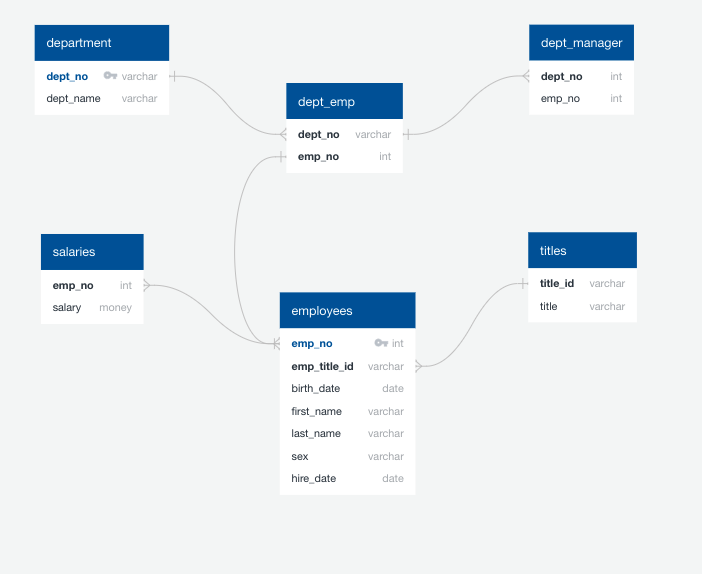 department
dept_no varchar
dept_name varchar
dept_manager
dept_no int
emp_no int
dept_emp
dept_no varchar
emp_no int
salaries
emp_no int
salary money
titles
title_id varchar
title varchar
employees
emp_no int
emp_title_id varchar
birth_date date
first_name varchar
last_name varchar
sex varchar
hire_date date